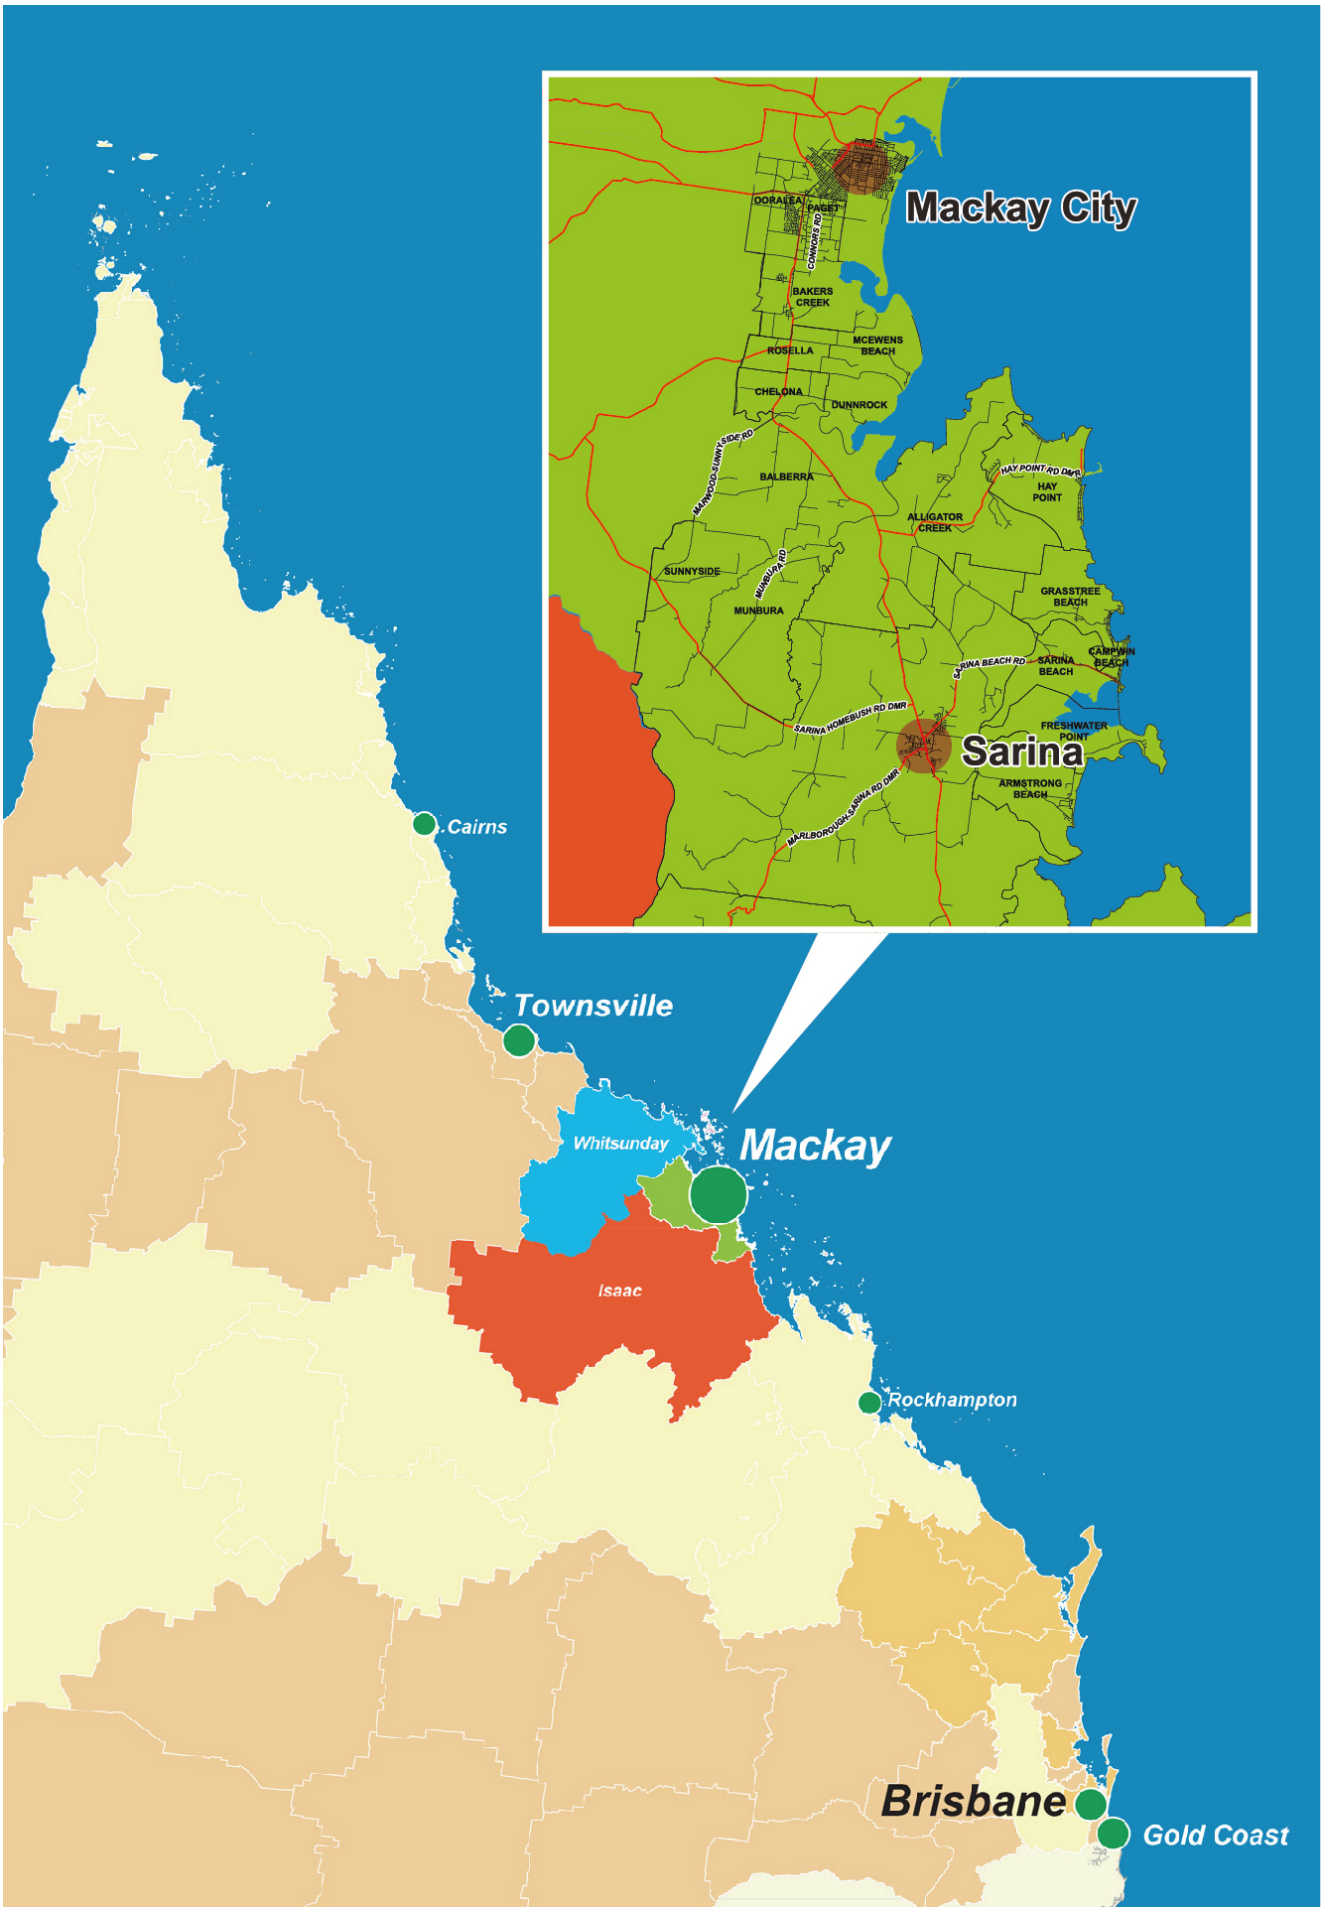 Mackay City
OORALEA
PAGET
CONNORS RD
BAKERS
CREEK
MCEWENS
BEACH
ROSELLA
CHELONA
DUNNROCK
MARWOOD-SUNNYSIDE RD
BALBERRA
HAY POINT RD DMR
HAY
POINT
ALLIGATOR
CREEK
SUNNYSIDE
MUNBURA RD
MUNBURA
GRASSTREE
BEACH
CAMPWIN
BEACH
SARINA BEACH RD
SARINA
BEACH
SARINA HOMEBUSH RD DMR
FRESHWATER
POINT
Sarina
ARMSTRONG
BEACH
MARLBOROUGH-SARINA RD DMR
Cairns
Townsville
Whitsunday
Mackay
Isaac
Rockhampton
Brisbane
Gold Coast